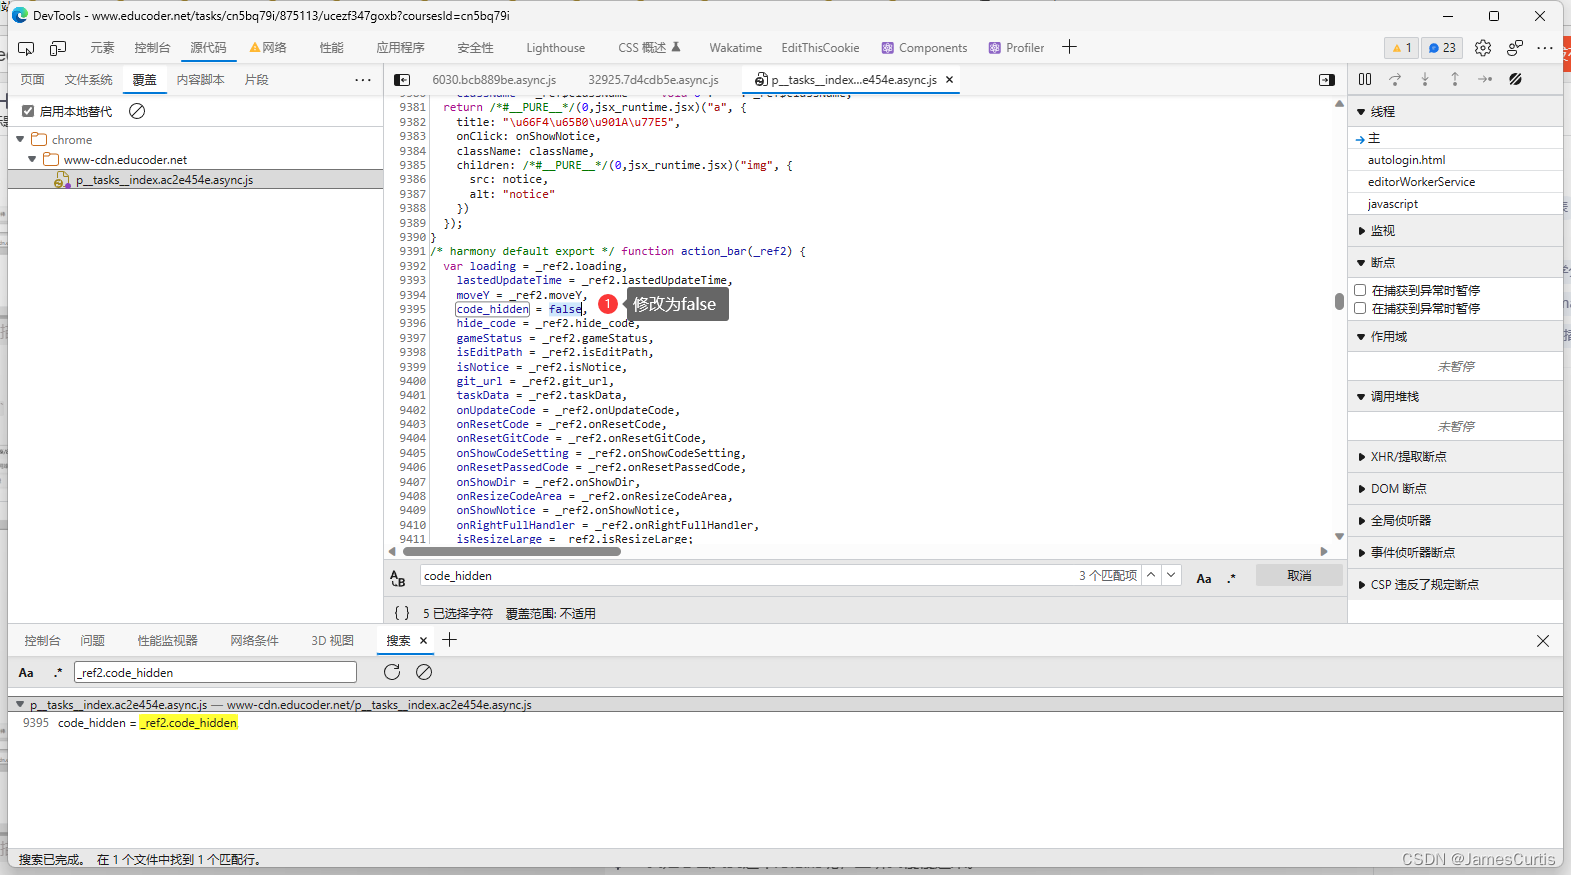 DevTools - www.educoder.net/tasks/cn5bq79i/875113/ucezf347goxb?coursesId=cn5bq79i
元素 控制台 源代码 网络 性能 应用程序 安全性 Lighthouse CSS 概述 Wakatime EditThisCookie Components Profiler 1 23
页面 文件系统 覆盖 内容脚本 片段
6030.bcb889be.async.js 32925.7d4cdb5e.async.js p__tasks__index...e454e.async.js
启用本地替代
chrome
www-cdn.educoder.net
p__tasks__index.ac2e454e.async.js
9381 return /*#__PURE__*/(0,jsx_runtime.jsx)("a", {
9382 title: "\u66F4\u65B0\u901A\u77E5",
9383 onClick: onShowNotice,
9384 className: className,
9385 children: /*#__PURE__*/(0,jsx_runtime.jsx)("img", {
9386 src: notice,
9387 alt: "notice"
9388 })
9389 });
9390 }
9391 /* harmony default export */ function action_bar(_ref2) {
9392 var loading = _ref2.loading,
9393 lastedUpdateTime = _ref2.lastedUpdateTime,
9394 moveY = _ref2.moveY,
9395 code_hidden = false,
1 修改为false
9396 hide_code = _ref2.hide_code,
9397 gameStatus = _ref2.gameStatus,
9398 isEditPath = _ref2.isEditPath,
9399 isNotice = _ref2.isNotice,
9400 git_url = _ref2.git_url,
9401 taskData = _ref2.taskData,
9402 onUpdateCode = _ref2.onUpdateCode,
9403 onResetCode = _ref2.onResetCode,
9404 onResetGitCode = _ref2.onResetGitCode,
9405 onShowCodeSetting = _ref2.onShowCodeSetting,
9406 onResetPassedCode = _ref2.onResetPassedCode,
9407 onShowDir = _ref2.onShowDir,
9408 onResizeCodeArea = _ref2.onResizeCodeArea,
9409 onShowNotice = _ref2.onShowNotice,
9410 onRightFullHandler = _ref2.onRightFullHandler,
9411 isResizeLarge = _ref2.isResizeLarge;
code_hidden 3 个匹配项 Aa .* 取消
{ } 5 已选择字符 覆盖范围: 不适用
线程
主
autologin.html
editorWorkerService
javascript
监视
断点
在捕获到异常时暂停
在捕获到异常时暂停
作用域
未暂停
调用堆栈
未暂停
XHR/提取断点
DOM 断点
全局侦听器
事件侦听器断点
CSP 违反了规定断点
控制台 问题 性能监视器 网络条件 3D 视图 搜索
Aa .* _ref2.code_hidden
p__tasks__index.ac2e454e.async.js — www-cdn.educoder.net/p__tasks__index.ac2e454e.async.js
9395 code_hidden = _ref2.code_hidden
搜索已完成。 在 1 个文件中找到 1 个匹配行。
CSDN @JamesCurtis